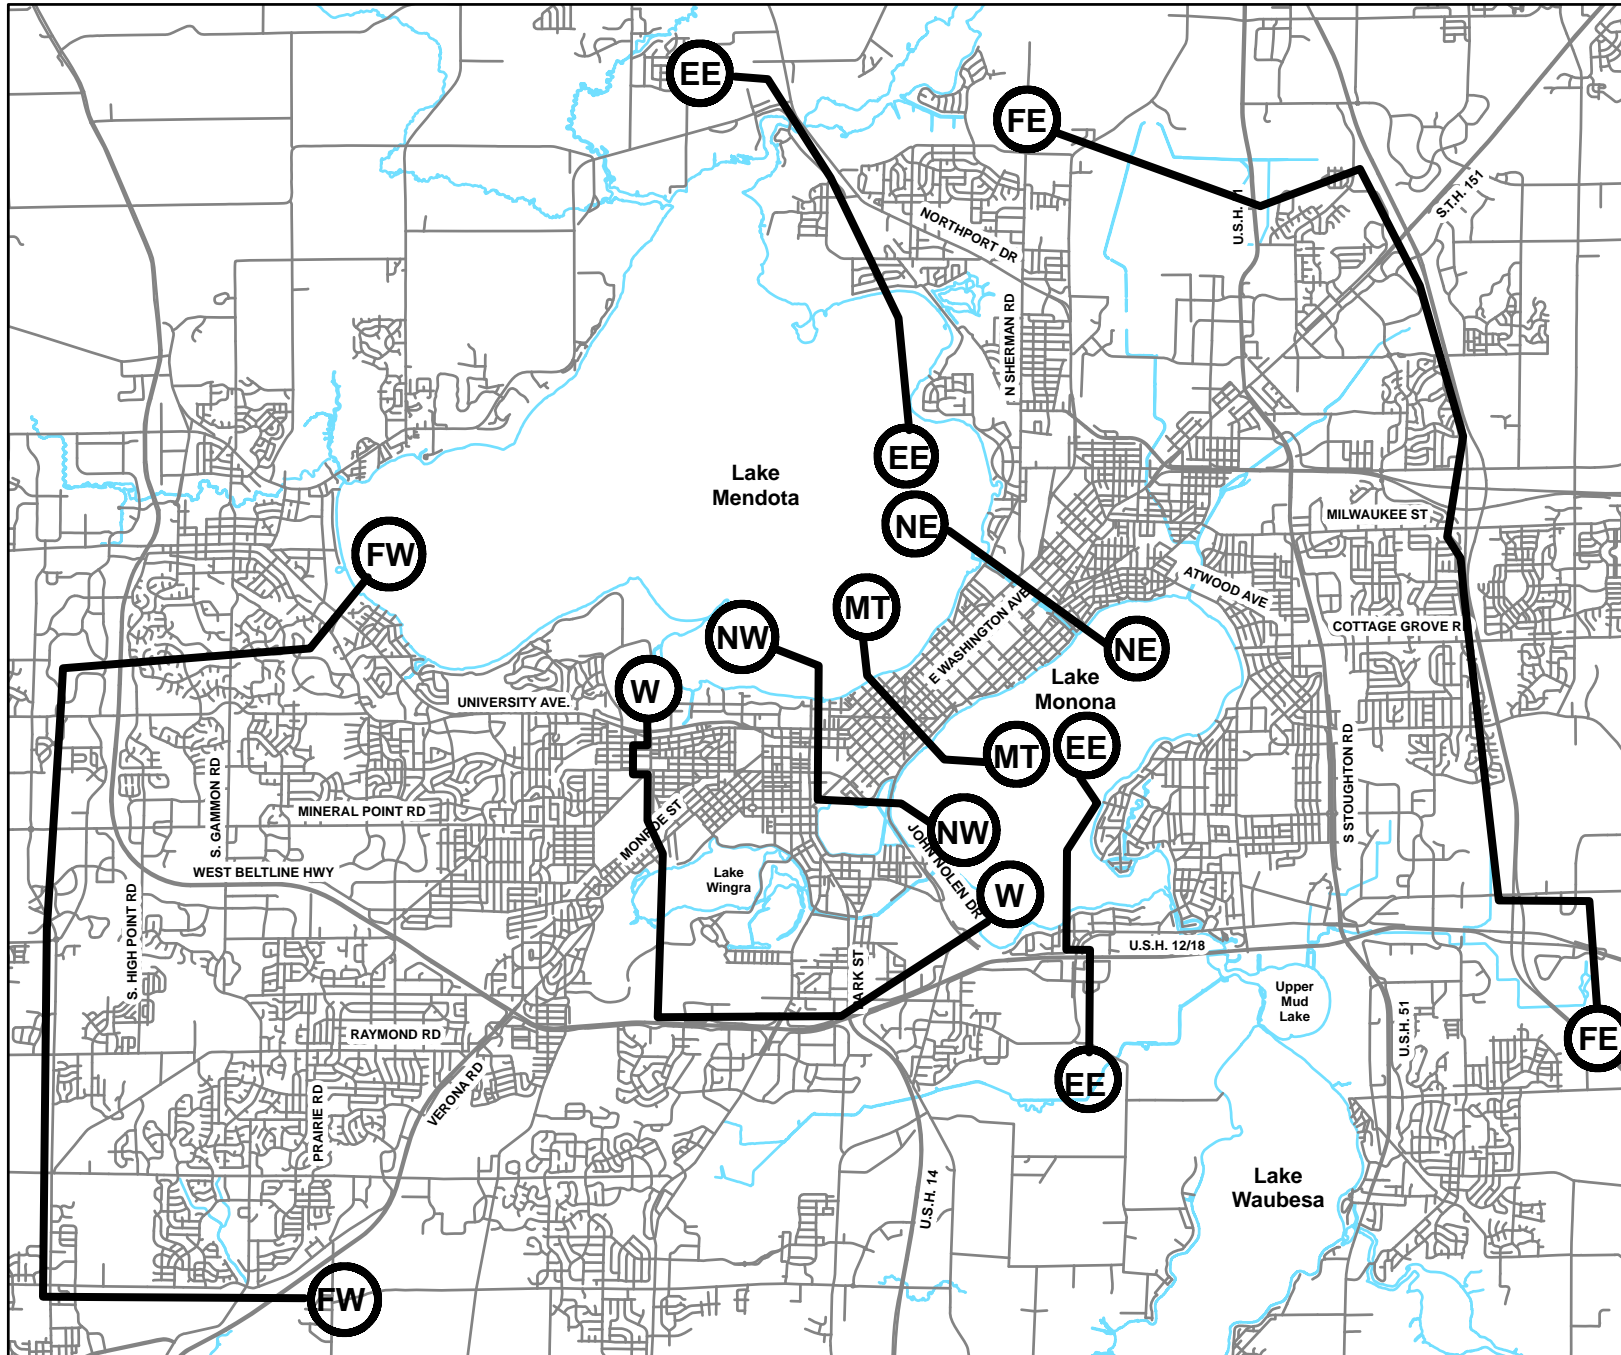 EE
FE
S.T.H. 151
U.S.H.
NORTHPORT DR
N SHERMAN RD
EE
Lake
Mendota
NE
MILWAUKEE ST
FW
ATWOOD AVE
MT
E WASHINGTON AVE
NW
COTTAGE GROVE R
NE
W
UNIVERSITY AVE.
Lake
Monona
EE
MT
S STOUGHTON RD
S. GAMMON RD
MINERAL POINT RD
MONROE ST
NW
JOHN NOLEN DR
WEST BELTLINE HWY
Lake
Wingra
W
S. HIGH POINT RD
U.S.H. 12/18
ARK ST
Upper
Mud
Lake
RAYMOND RD
U.S.H. 51
FE
EE
VERONA RD
PRAIRIE RD
Lake
Waubesa
U.S.H. 14
FW